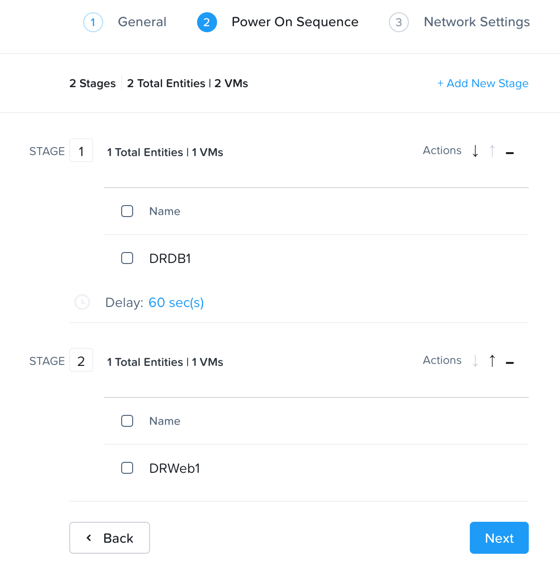 1 General 2 Power On Sequence 3 Network Settings
2 Stages 2 Total Entities | 2 VMs + Add New Stage
STAGE 1 1 Total Entities | 1 VMs Actions ↓ ↑ –
Name
DRDB1
Delay: 60 sec(s)
STAGE 2 1 Total Entities | 1 VMs Actions ↓ ↑ –
Name
DRWeb1
‹ Back Next